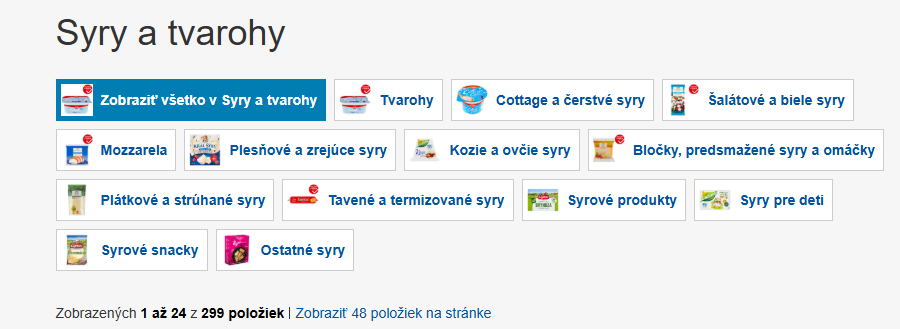 Syry a tvarohy
Zobraziť všetko v Syry a tvarohy Tvarohy Cottage a čerstvé syry Šalátové a biele syry
Mozzarela Plesňové a zrejúce syry Kozie a ovčie syry Bločky, predsmažené syry a omáčky
Plátkové a strúhané syry Tavené a termizované syry Syrové produkty Syry pre deti
Syrové snacky Ostatné syry
Zobrazených 1 až 24 z 299 položiek | Zobraziť 48 položiek na stránke